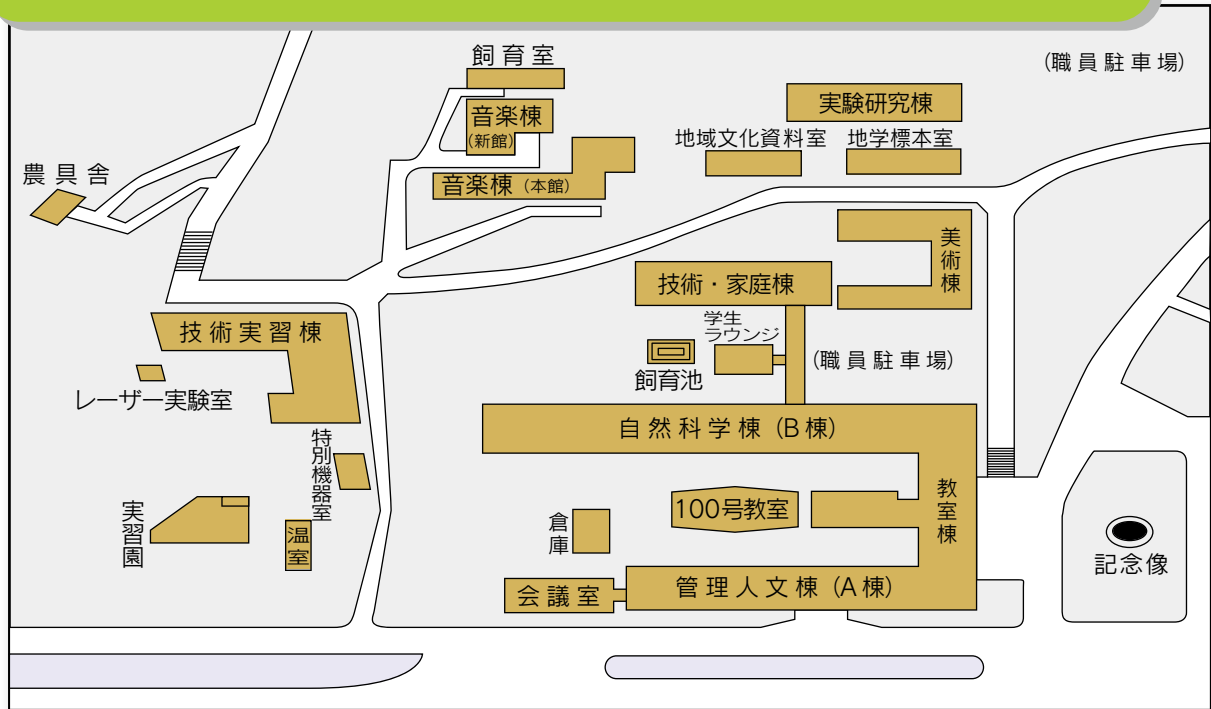 飼育室
(職員駐車場)
実験研究棟
音楽棟
(新館)
地域文化資料室
地学標本室
農具舎
音楽棟(本館)
美術棟
技術・家庭棟
学生
ラウンジ
技術実習棟
(職員駐車場)
飼育池
レーザー実験室
自然科学棟(B棟)
特別機器室
教室棟
100号教室
実習園
温室
倉庫
記念像
管理人文棟(A棟)
会議室